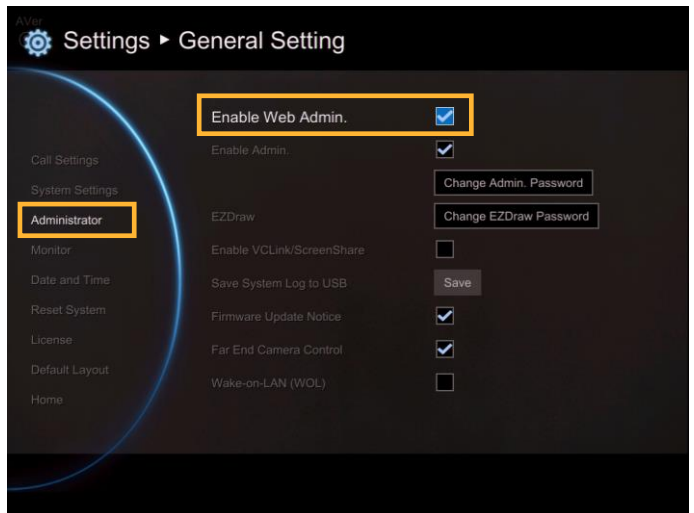 AVer
Settings ▸ General Setting
Enable Web Admin.
Enable Admin.
Change Admin. Password
EZDraw
Change EZDraw Password
Enable VCLink/ScreenShare
Save System Log to USB
Save
Firmware Update Notice
Far End Camera Control
Wake-on-LAN (WOL)
Call Settings
System Settings
Administrator
Monitor
Date and Time
Reset System
License
Default Layout
Home